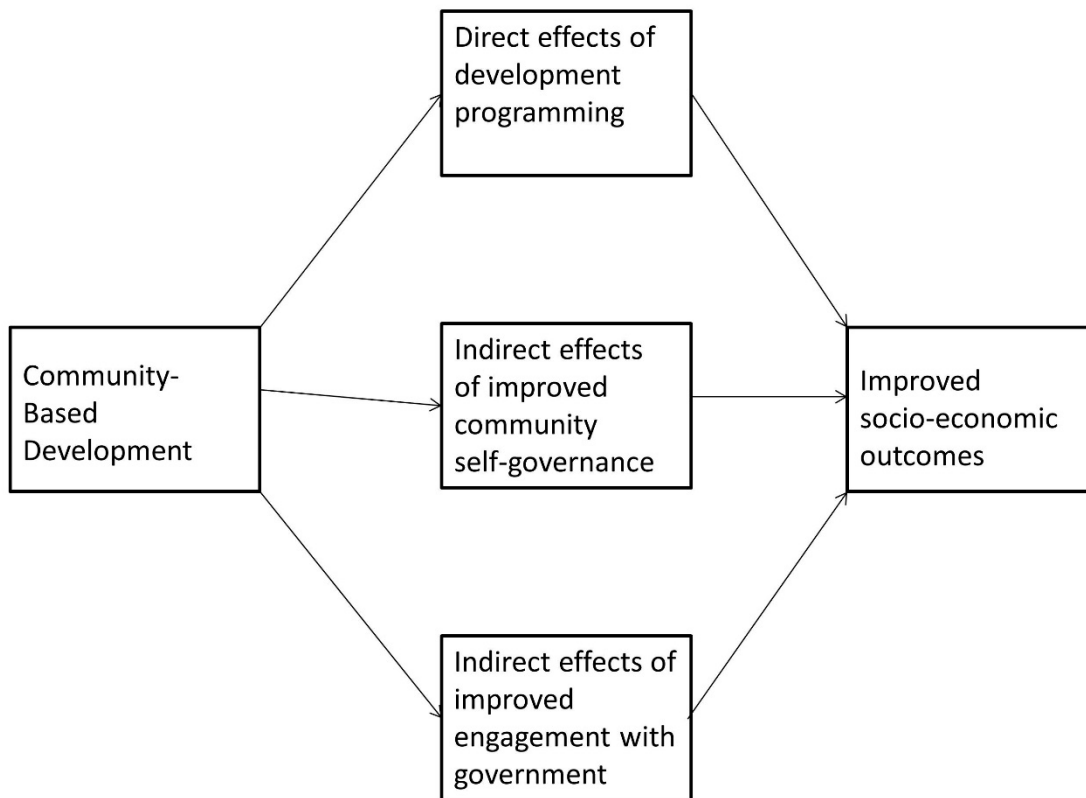 Direct effects of
development
programming
Community-
Based
Development
Indirect effects
of improved
community
self-governance
Improved
socio-economic
outcomes
Indirect effects of
improved
engagement with
government